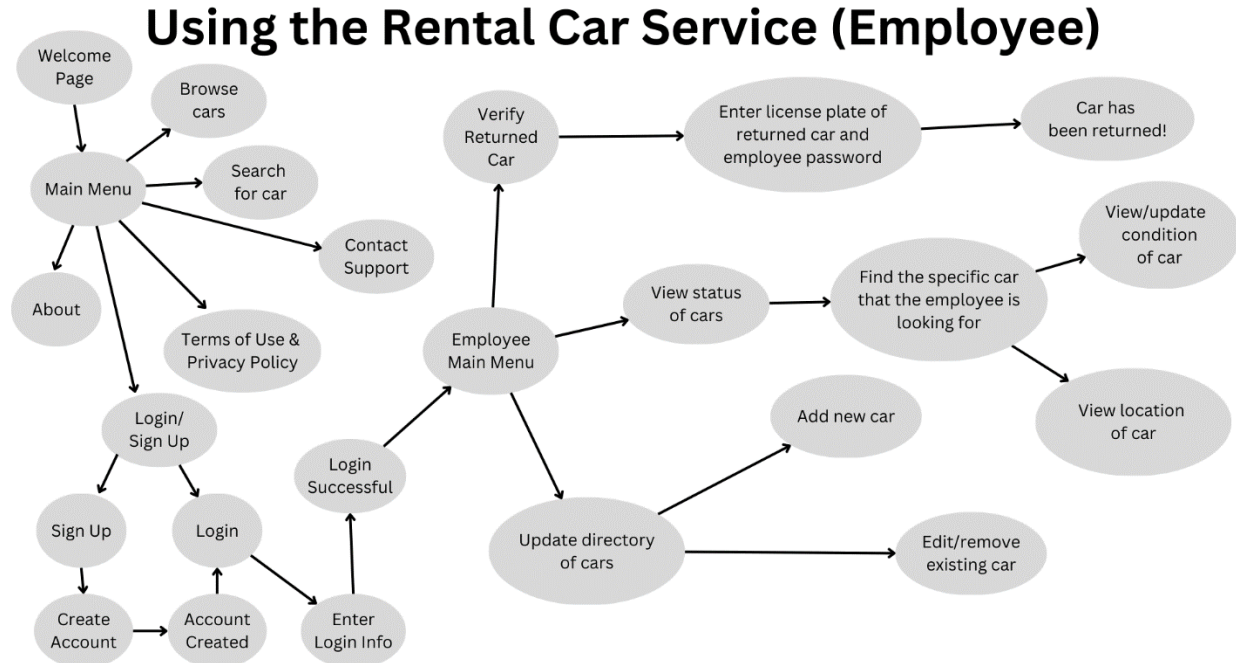 Using the Rental Car Service (Employee)
Welcome
Page
Browse
cars
Main Menu
Search
for car
Contact
Support
About
Terms of Use &
Privacy Policy
Login/
Sign Up
Sign Up
Login
Create
Account
Account
Created
Enter
Login Info
Login
Successful
Employee
Main Menu
Verify
Returned
Car
Enter license plate of
returned car and
employee password
Car has
been returned!
View status
of cars
Find the specific car
that the employee is
looking for
View/update
condition
of car
View location
of car
Update directory
of cars
Add new car
Edit/remove
existing car